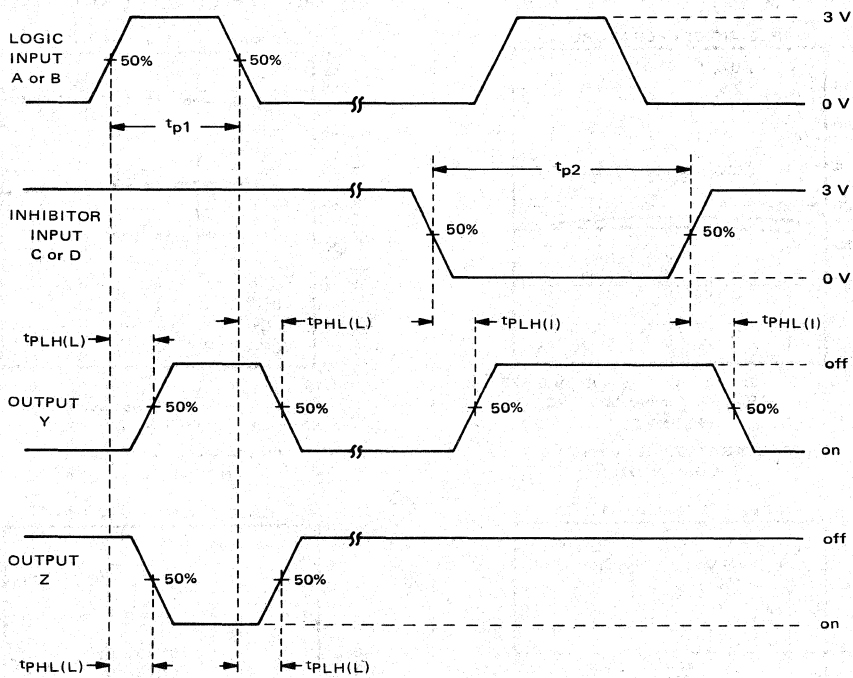 LOGIC
INPUT
A or B
50%
50%
3 V
0 V
tp1
INHIBITOR
INPUT
C or D
tp2
50%
50%
3 V
0 V
tPLH(L)
tPHL(L)
tPLH(I)
tPHL(I)
OUTPUT
Y
50%
50%
50%
50%
off
on
OUTPUT
Z
50%
50%
off
on
tPHL(L)
tPLH(L)